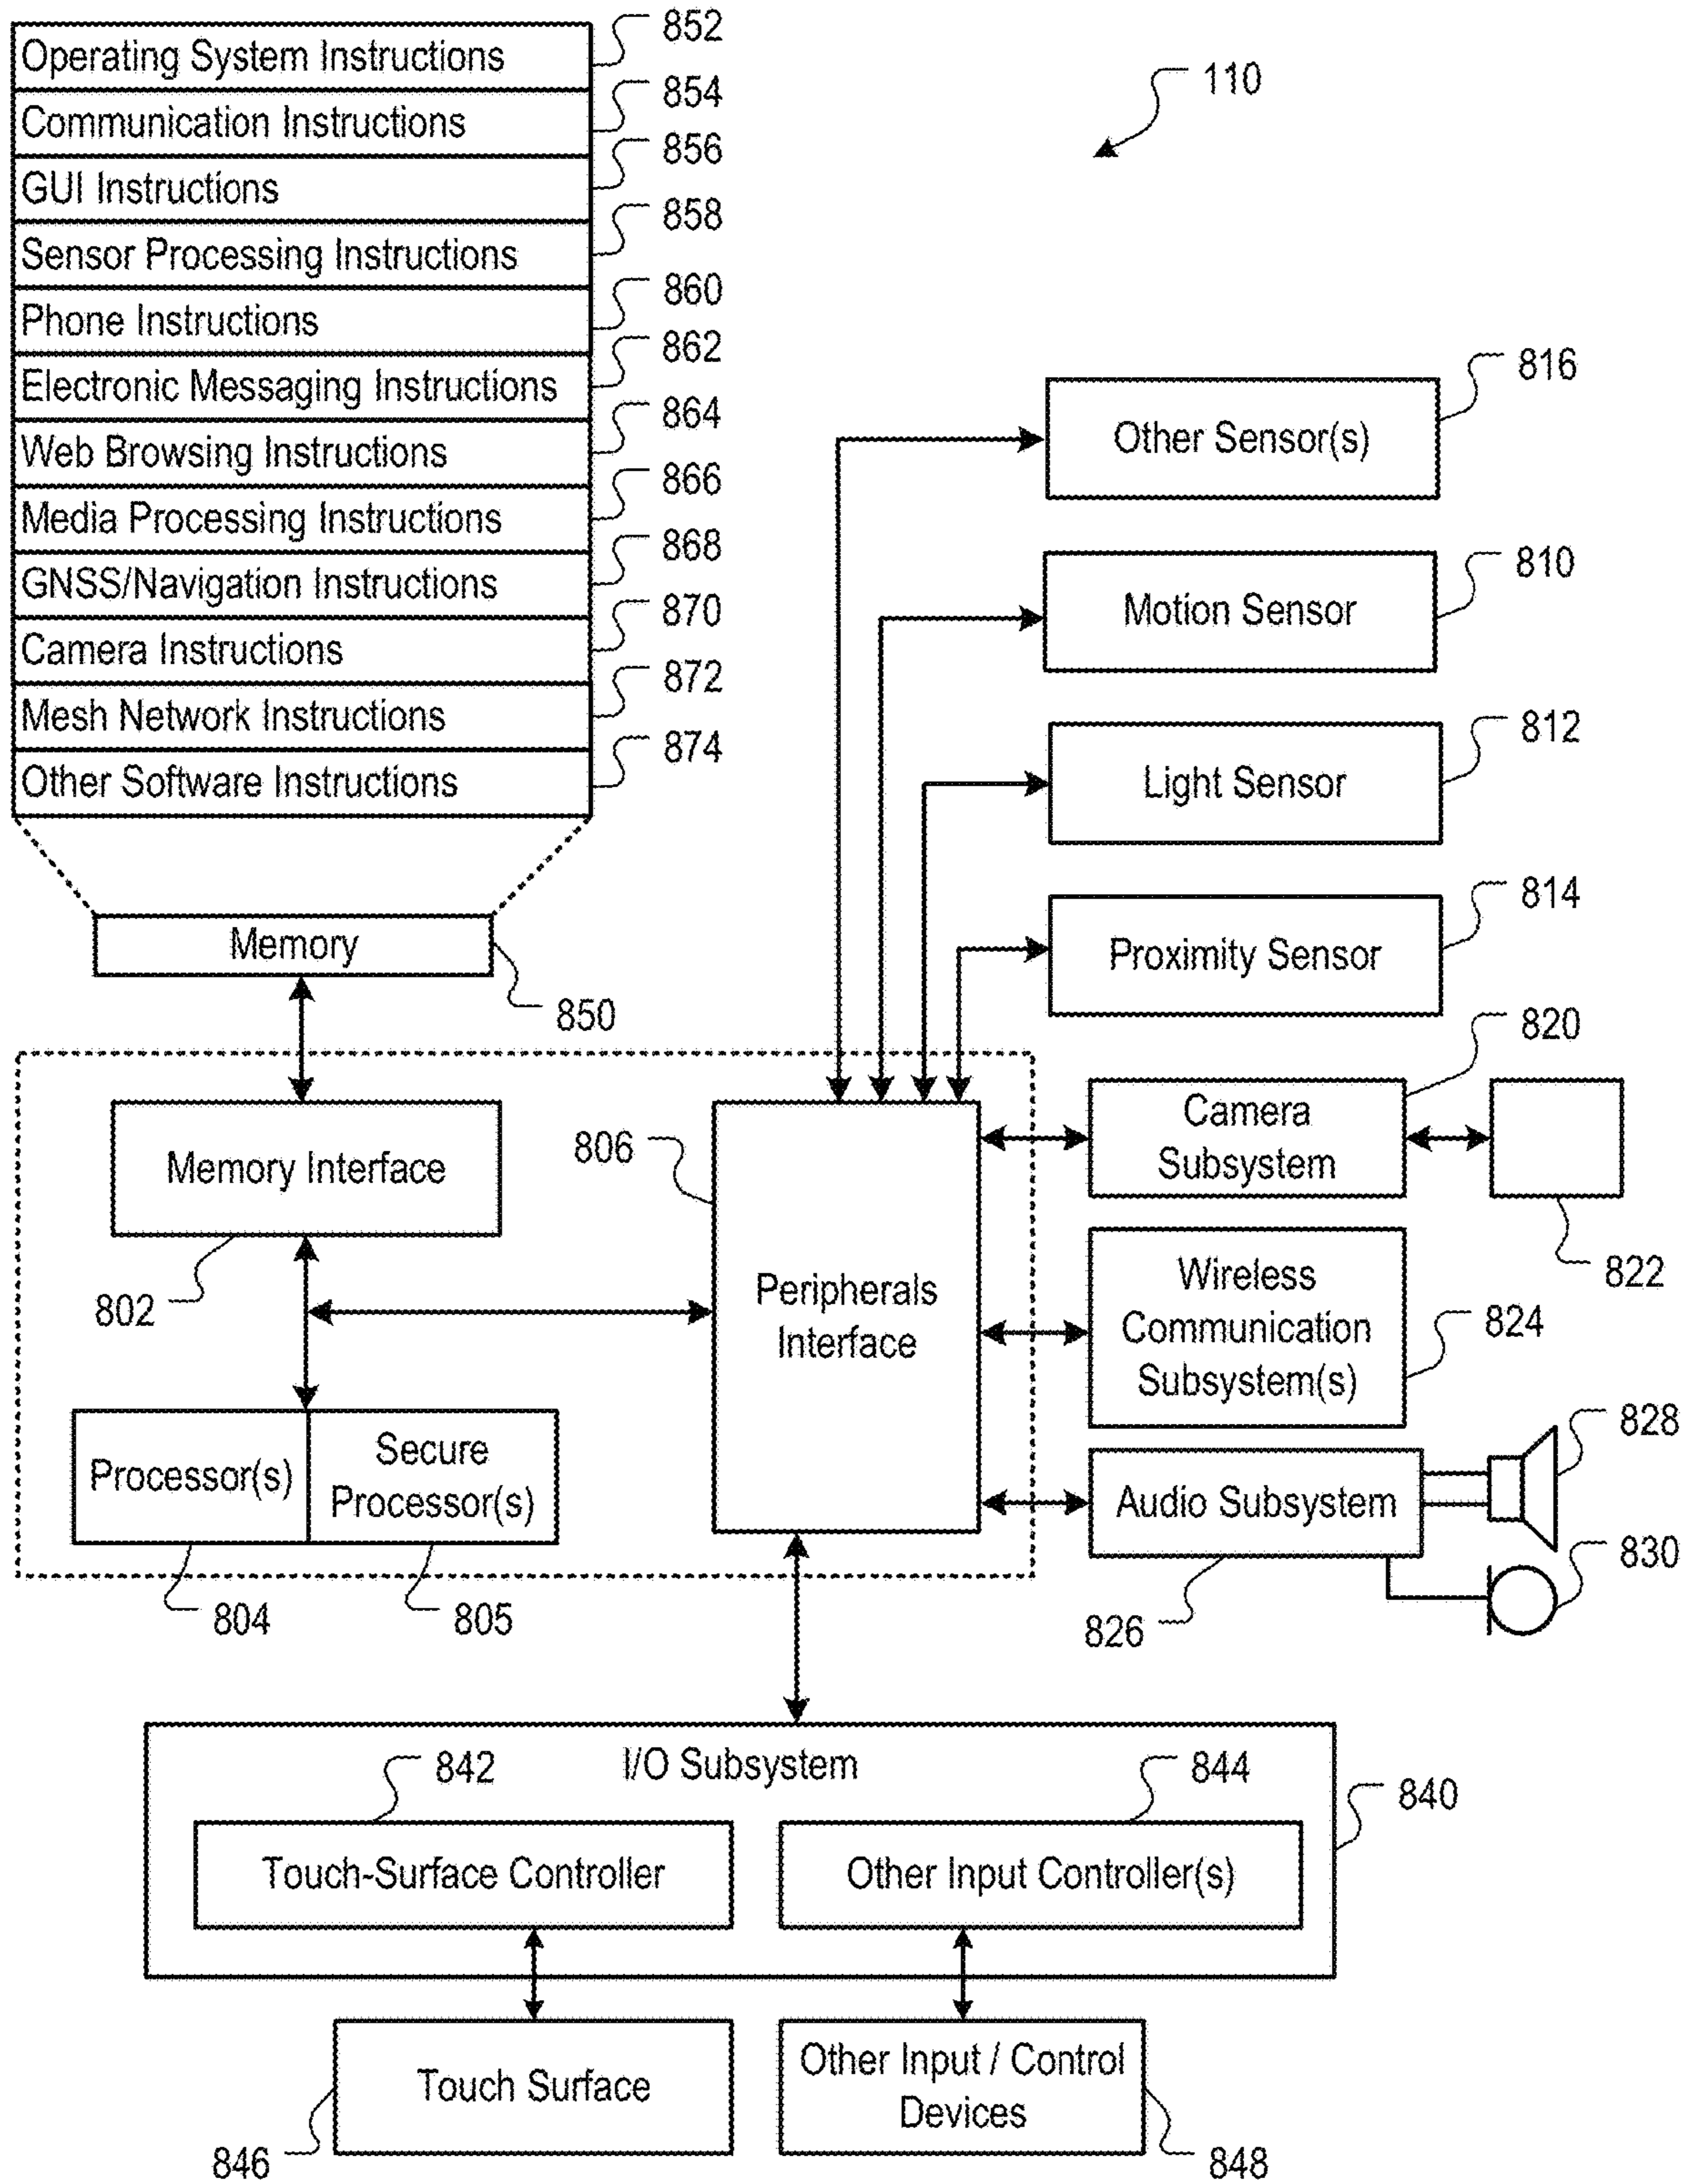 852
Operating System Instructions
854
Communication Instructions
856
GUI Instructions
858
Sensor Processing Instructions
860
Phone Instructions
862
Electronic Messaging Instructions
864
Web Browsing Instructions
866
Media Processing Instructions
868
GNSS/Navigation Instructions
870
Camera Instructions
872
Mesh Network Instructions
874
Other Software Instructions
110
Memory
850
816
Other Sensor(s)
810
Motion Sensor
812
Light Sensor
814
Proximity Sensor
Memory Interface
802
806
Peripherals
Interface
820
Camera
Subsystem
822
Wireless
Communication
Subsystem(s)
824
Processor(s)
Secure
Processor(s)
804
805
Audio Subsystem
826
828
830
I/O Subsystem
842
844
840
Touch-Surface Controller
Other Input Controller(s)
Touch Surface
846
Other Input / Control
Devices
848